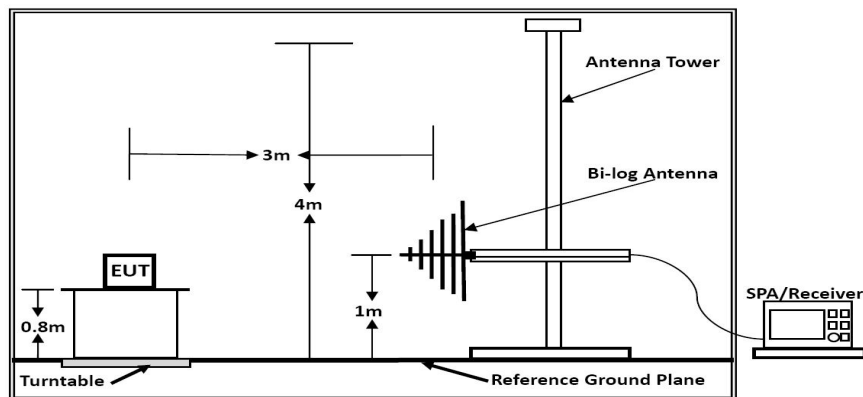 Antenna Tower
3m
Bi-log Antenna
4m
EUT
SPA/Receiver
0.8m
1m
Turntable
Reference Ground Plane